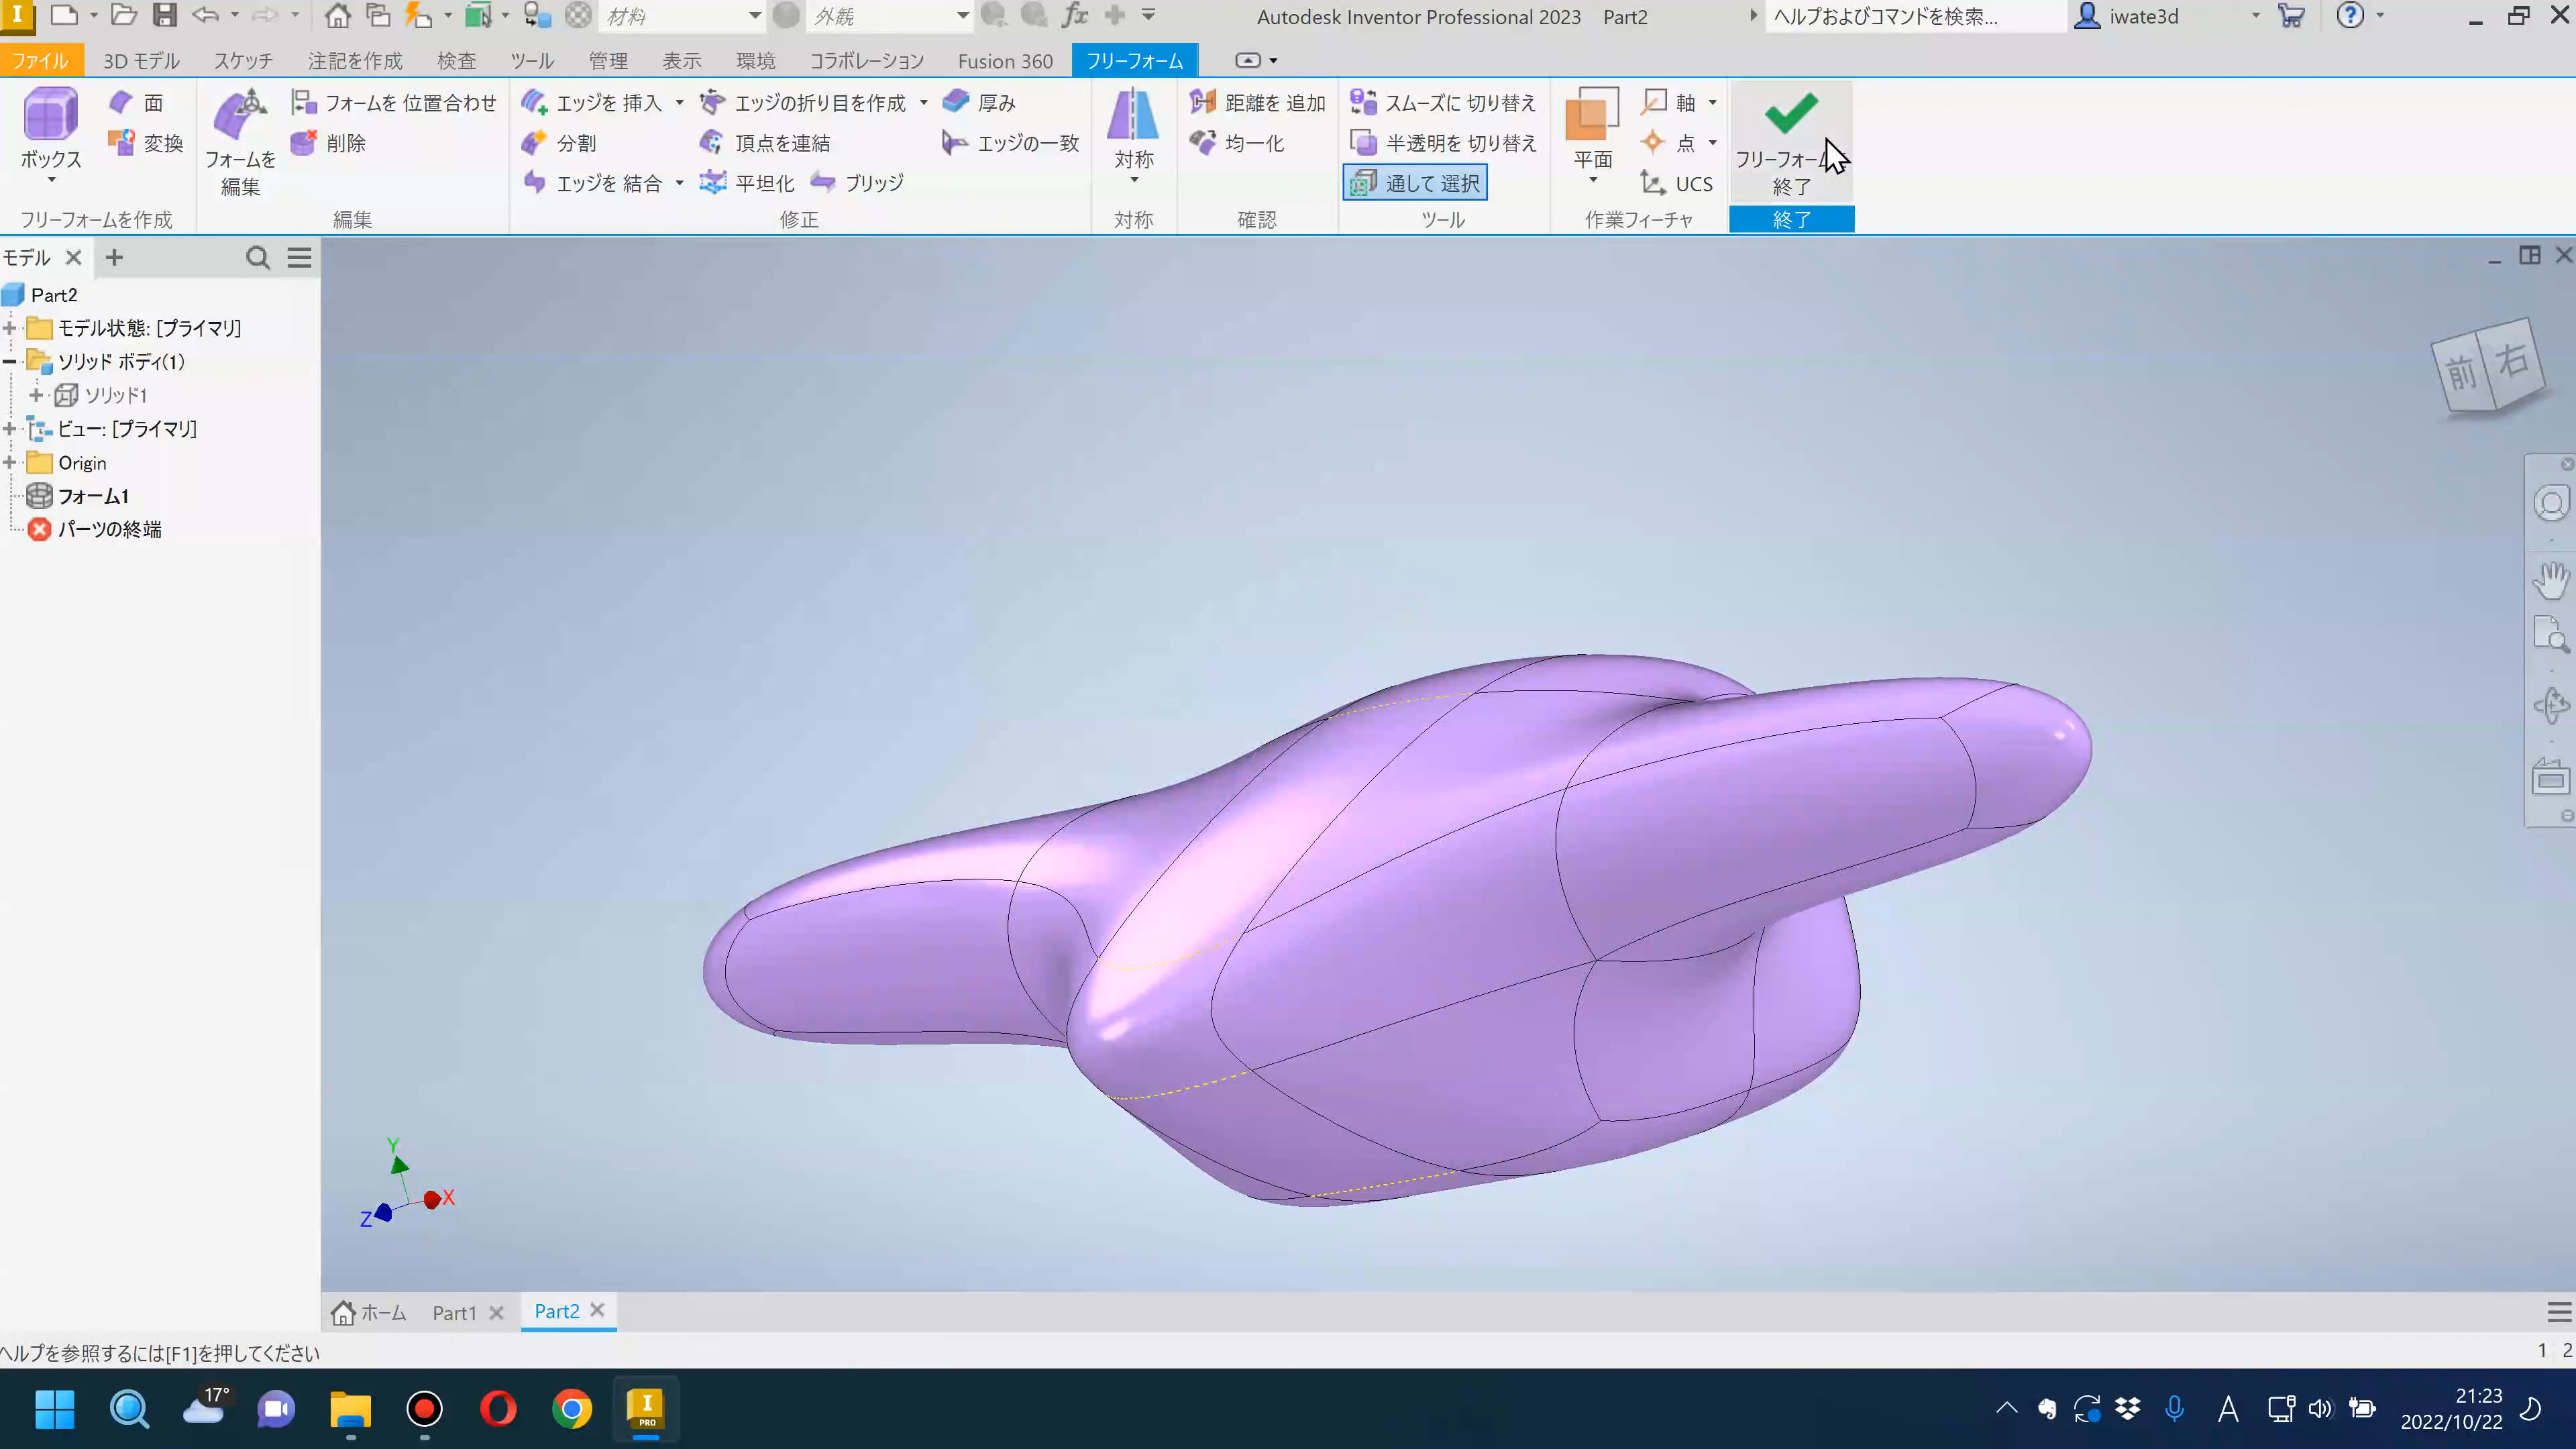 I 材料 外観 fx Autodesk Inventor Professional 2023 Part2 ヘルプおよびコマンドを検索... iwate3d ?
ファイル 3D モデル スケッチ 注記を作成 検査 ツール 管理 表示 環境 コラボレーション Fusion 360 フリーフォーム
ボックス
面
変換
フリーフォームを作成
フォームを
編集
フォームを 位置合わせ
削除
編集
エッジを 挿入 エッジの折り目を作成 厚み
分割 頂点を連結 エッジの一致
エッジを 結合 平坦化 ブリッジ
修正
対称
対称
距離を 追加
均一化
確認
スムーズに 切り替え
半透明を 切り替え
通して 選択
ツール
平面
軸
点
UCS
作業フィーチャ
フリーフォーム
終了
終了
モデル
Part2
モデル状態: [プライマリ]
ソリッド ボディ(1)
ソリッド1
ビュー: [プライマリ]
Origin
フォーム1
パーツの終端
前 右
Y
X
Z
ホーム Part1 Part2
ヘルプを参照するには[F1]を押してください 1 2
17°
I
PRO
A
21:23
2022/10/22